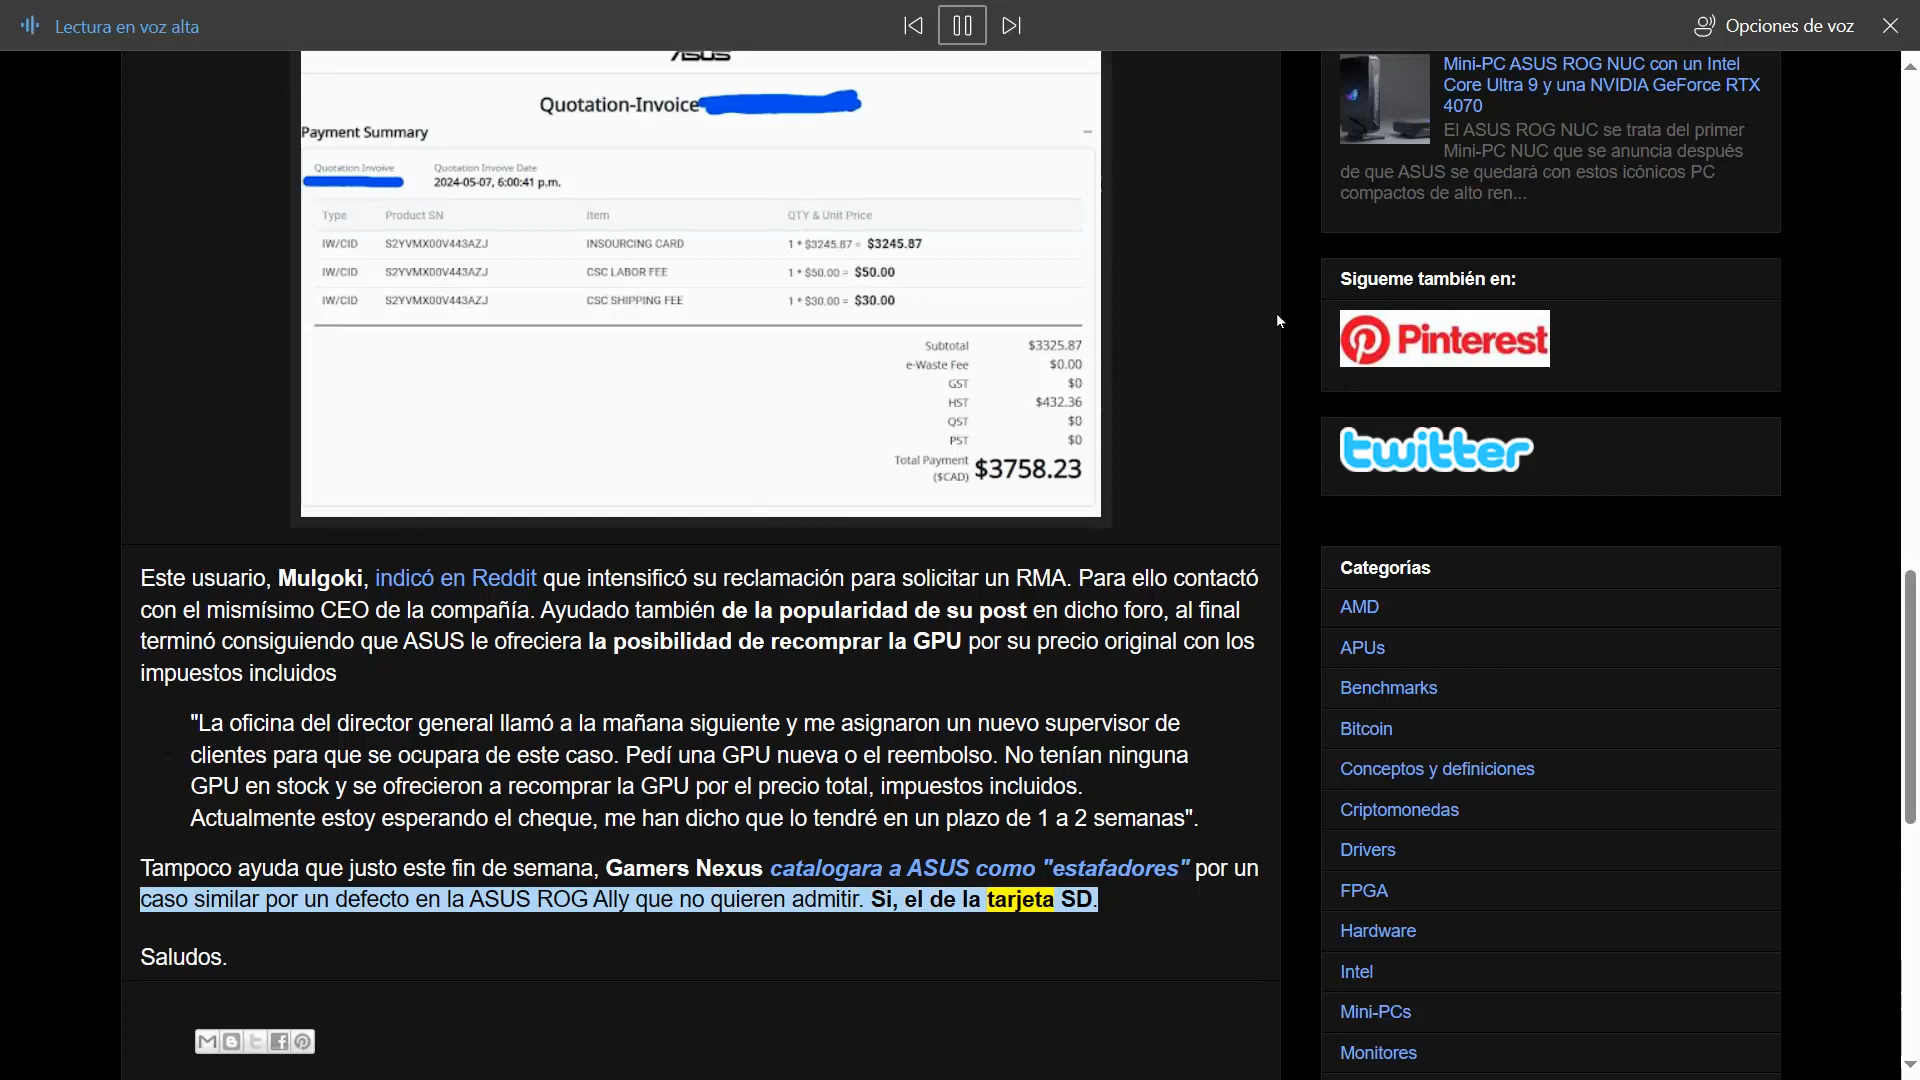 Lectura en voz alta
Opciones de voz
ASUS
Quotation-Invoice
Payment Summary
Quotation Invoive
Quotation Invoive Date
2024-05-07, 6:00:41 p.m.
Type Product SN Item QTY & Unit Price
IW/CID S2YVMX00V443AZJ INSOURCING CARD 1 * $3245.87 = $3245.87
IW/CID S2YVMX00V443AZJ CSC LABOR FEE 1 * $50.00 = $50.00
IW/CID S2YVMX00V443AZJ CSC SHIPPING FEE 1 * $30.00 = $30.00
Subtotal $3325.87
e-Waste Fee $0.00
GST $0
HST $432.36
QST $0
PST $0
Total Payment
($CAD) $3758.23
Este usuario, Mulgoki, indicó en Reddit que intensificó su reclamación para solicitar un RMA. Para ello contactó
con el mismísimo CEO de la compañía. Ayudado también de la popularidad de su post en dicho foro, al final
terminó consiguiendo que ASUS le ofreciera la posibilidad de recomprar la GPU por su precio original con los
impuestos incluidos
"La oficina del director general llamó a la mañana siguiente y me asignaron un nuevo supervisor de
clientes para que se ocupara de este caso. Pedí una GPU nueva o el reembolso. No tenían ninguna
GPU en stock y se ofrecieron a recomprar la GPU por el precio total, impuestos incluidos.
Actualmente estoy esperando el cheque, me han dicho que lo tendré en un plazo de 1 a 2 semanas".
Tampoco ayuda que justo este fin de semana, Gamers Nexus catalogara a ASUS como "estafadores" por un
caso similar por un defecto en la ASUS ROG Ally que no quieren admitir. Si, el de la tarjeta SD.
Saludos.
Mini-PC ASUS ROG NUC con un Intel
Core Ultra 9 y una NVIDIA GeForce RTX
4070
El ASUS ROG NUC se trata del primer
Mini-PC NUC que se anuncia después
de que ASUS se quedará con estos icónicos PC
compactos de alto ren...
Sigueme también en:
Pinterest
twitter
Categorías
AMD
APUs
Benchmarks
Bitcoin
Conceptos y definiciones
Criptomonedas
Drivers
FPGA
Hardware
Intel
Mini-PCs
Monitores